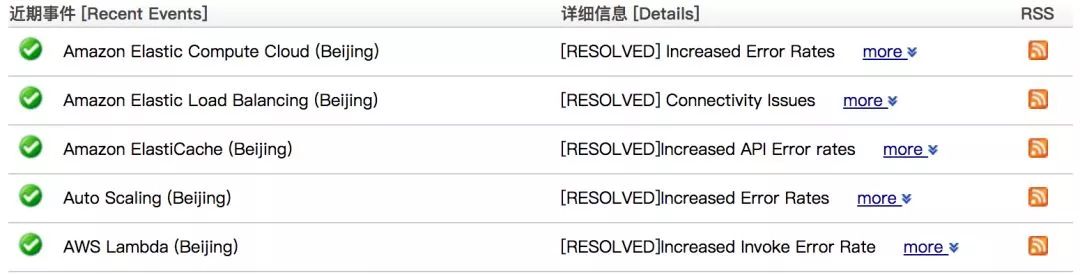 近期事件 [Recent Events] 详细信息 [Details] RSS
Amazon Elastic Compute Cloud (Beijing) [RESOLVED] Increased Error Rates more
Amazon Elastic Load Balancing (Beijing) [RESOLVED] Connectivity Issues more
Amazon ElastiCache (Beijing) [RESOLVED]Increased API Error rates more
Auto Scaling (Beijing) [RESOLVED]Increased Error Rates more
AWS Lambda (Beijing) [RESOLVED]Increased Invoke Error Rate more